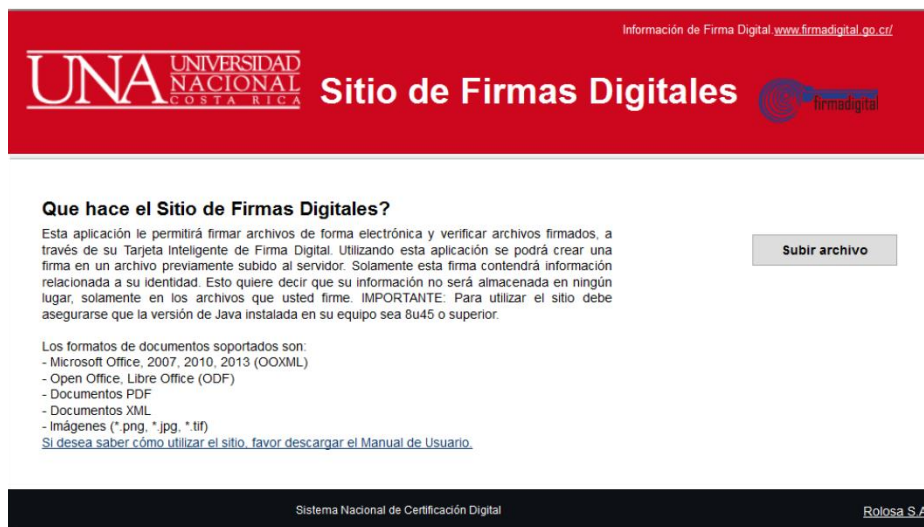 Información de Firma Digital.www.firmadigital.go.cr/
UNA UNIVERSIDAD
NACIONAL
COSTA RICA
Sitio de Firmas Digitales
firmadigital
Que hace el Sitio de Firmas Digitales?
Esta aplicación le permitirá firmar archivos de forma electrónica y verificar archivos firmados, a
través de su Tarjeta Inteligente de Firma Digital. Utilizando esta aplicación se podrá crear una
firma en un archivo previamente subido al servidor. Solamente esta firma contendrá información
relacionada a su identidad. Esto quiere decir que su información no será almacenada en ningún
lugar, solamente en los archivos que usted firme. IMPORTANTE: Para utilizar el sitio debe
asegurarse que la versión de Java instalada en su equipo sea 8u45 o superior.
Subir archivo
Los formatos de documentos soportados son:
- Microsoft Office, 2007, 2010, 2013 (OOXML)
- Open Office, Libre Office (ODF)
- Documentos PDF
- Documentos XML
- Imágenes (*.png, *.jpg, *.tif)
Si desea saber cómo utilizar el sitio, favor descargar el Manual de Usuario.
Sistema Nacional de Certificación Digital
Rolosa S.A